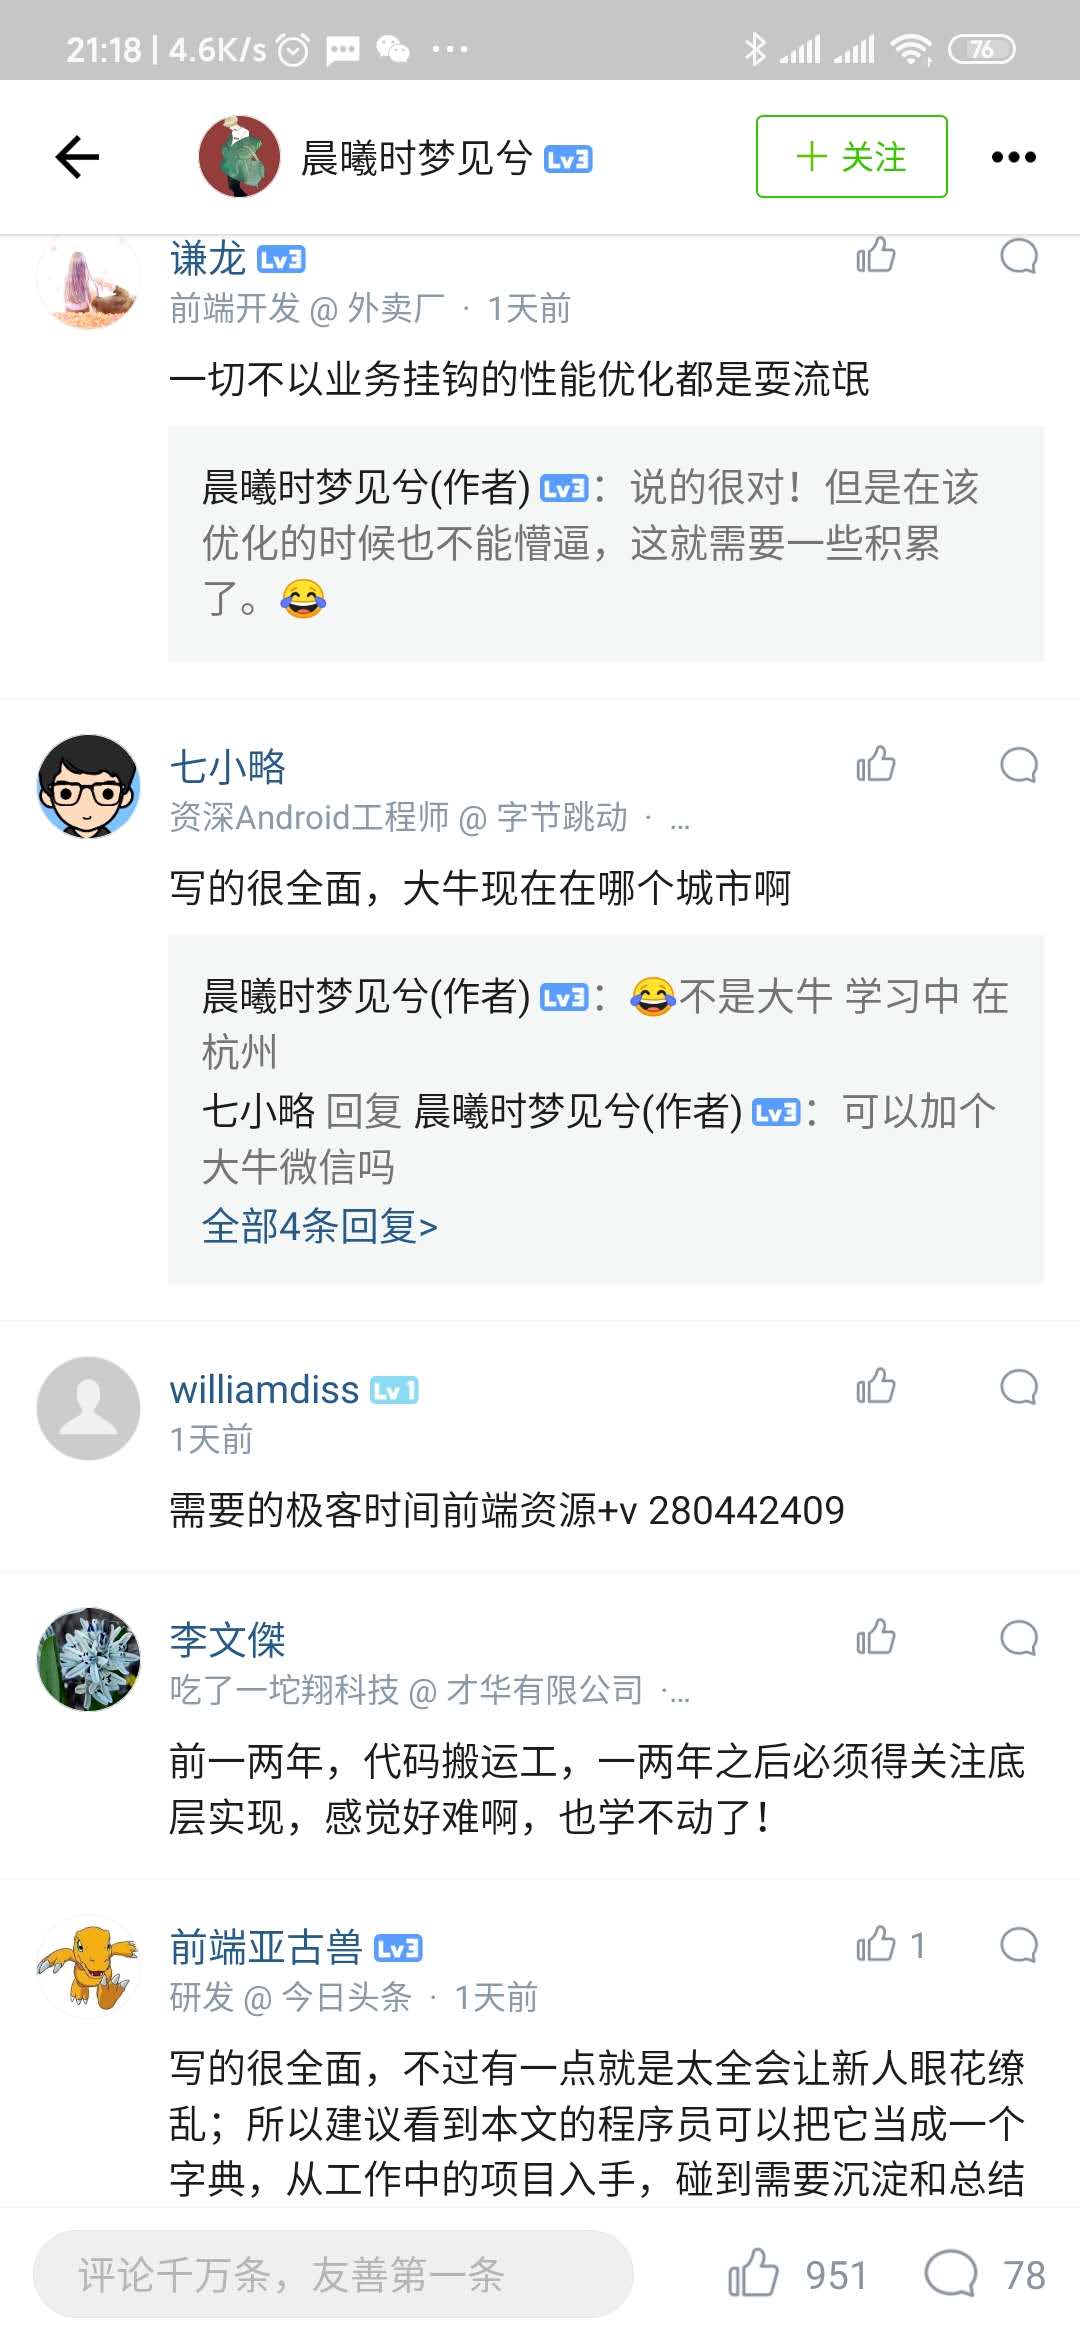 21:18 | 4.6K/s 76
晨曦时梦见兮 Lv3 + 关注
谦龙 Lv3
前端开发 @ 外卖厂 · 1天前
一切不以业务挂钩的性能优化都是耍流氓
晨曦时梦见兮(作者) Lv3：说的很对！但是在该
优化的时候也不能懵逼，这就需要一些积累
了。😂
七小略
资深Android工程师 @ 字节跳动 · ...
写的很全面，大牛现在在哪个城市啊
晨曦时梦见兮(作者) Lv3：😂不是大牛 学习中 在
杭州
七小略 回复 晨曦时梦见兮(作者) Lv3：可以加个
大牛微信吗
全部4条回复>
williamdiss Lv1
1天前
需要的极客时间前端资源+v 280442409
李文傑
吃了一坨翔科技 @ 才华有限公司 ·...
前一两年，代码搬运工，一两年之后必须得关注底
层实现，感觉好难啊，也学不动了！
前端亚古兽 Lv3 1
研发 @ 今日头条 · 1天前
写的很全面，不过有一点就是太全会让新人眼花缭
乱；所以建议看到本文的程序员可以把它当成一个
字典，从工作中的项目入手，碰到需要沉淀和总结
评论千万条，友善第一条 951 78